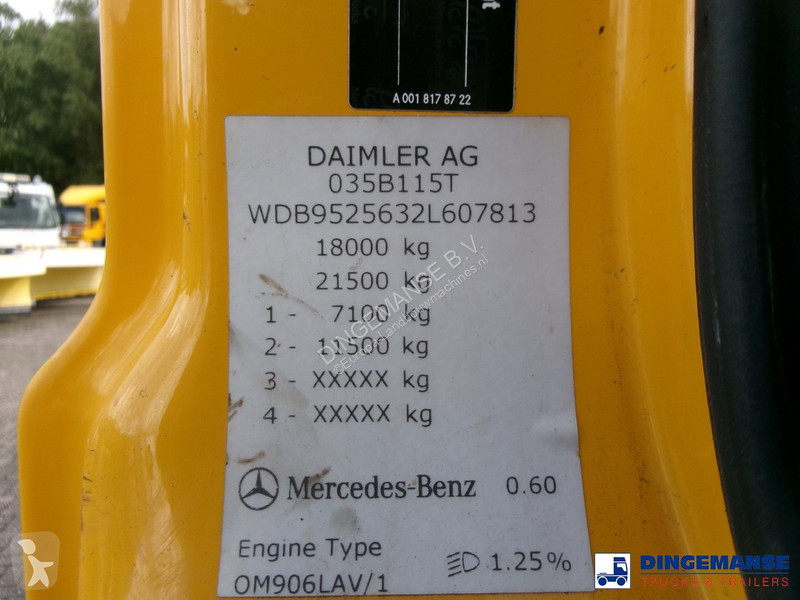 A 001 817 87 22
DAIMLER AG
035B115T
WDB9525632L607813
18000 kg
21500 kg
1 - 7100 kg
2 - 11500 kg
3 - XXXXX kg
4 - XXXXX kg
DINGEMANSE B.V.
Mercedes-Benz 0.60
Engine Type
OM906LAV/1
1.25%
DINGEMANSE
TRUCKS & TRAILERS